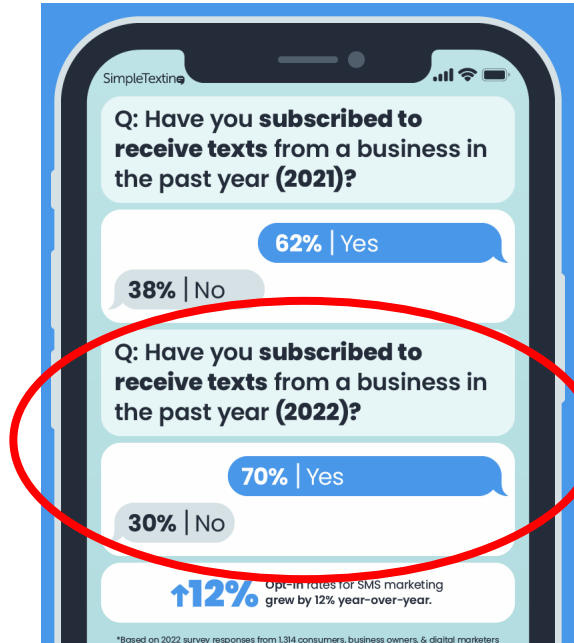 SimpleTexting
Q: Have you subscribed to
receive texts from a business in
the past year (2021)?
62% | Yes
38% | No
Q: Have you subscribed to
receive texts from a business in
the past year (2022)?
70% | Yes
30% | No
↑12%
Opt-in rates for SMS marketing
grew by 12% year-over-year.
*Based on 2022 survey responses from 1,314 consumers, business owners, & digital marketers